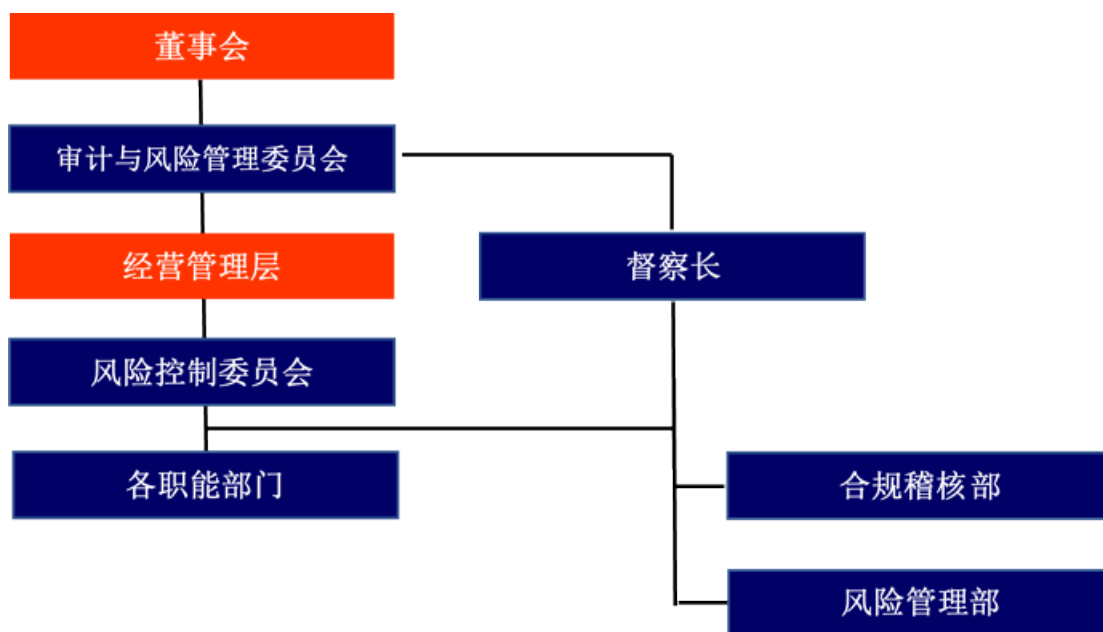 董事会
审计与风险管理委员会
经营管理层
督察长
风险控制委员会
各职能部门
合规稽核部
风险管理部